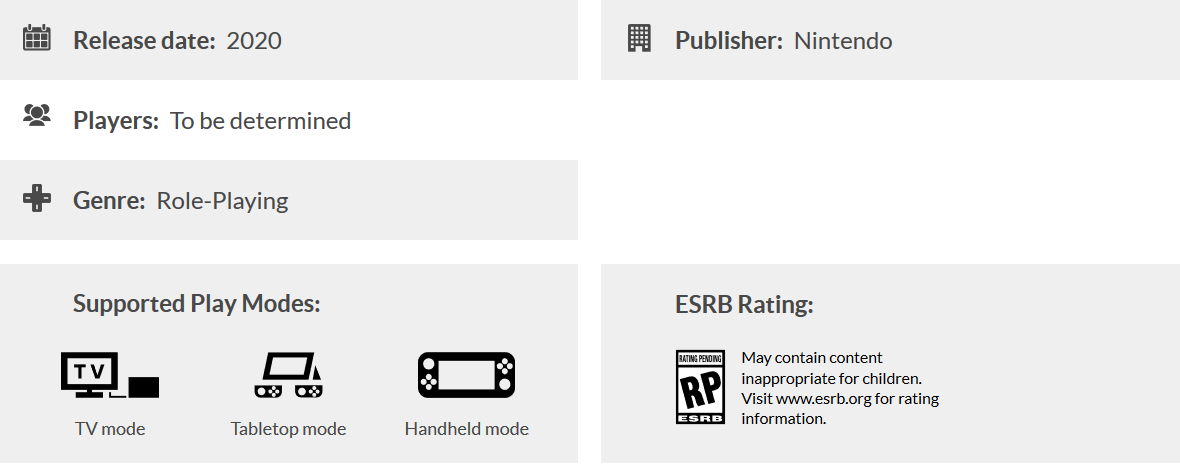 Release date: 2020
Publisher: Nintendo
Players: To be determined
Genre: Role-Playing
Supported Play Modes:
TV
TV mode
Tabletop mode
Handheld mode
ESRB Rating:
RATING PENDING
RP
ESRB
May contain content
inappropriate for children.
Visit www.esrb.org for rating
information.